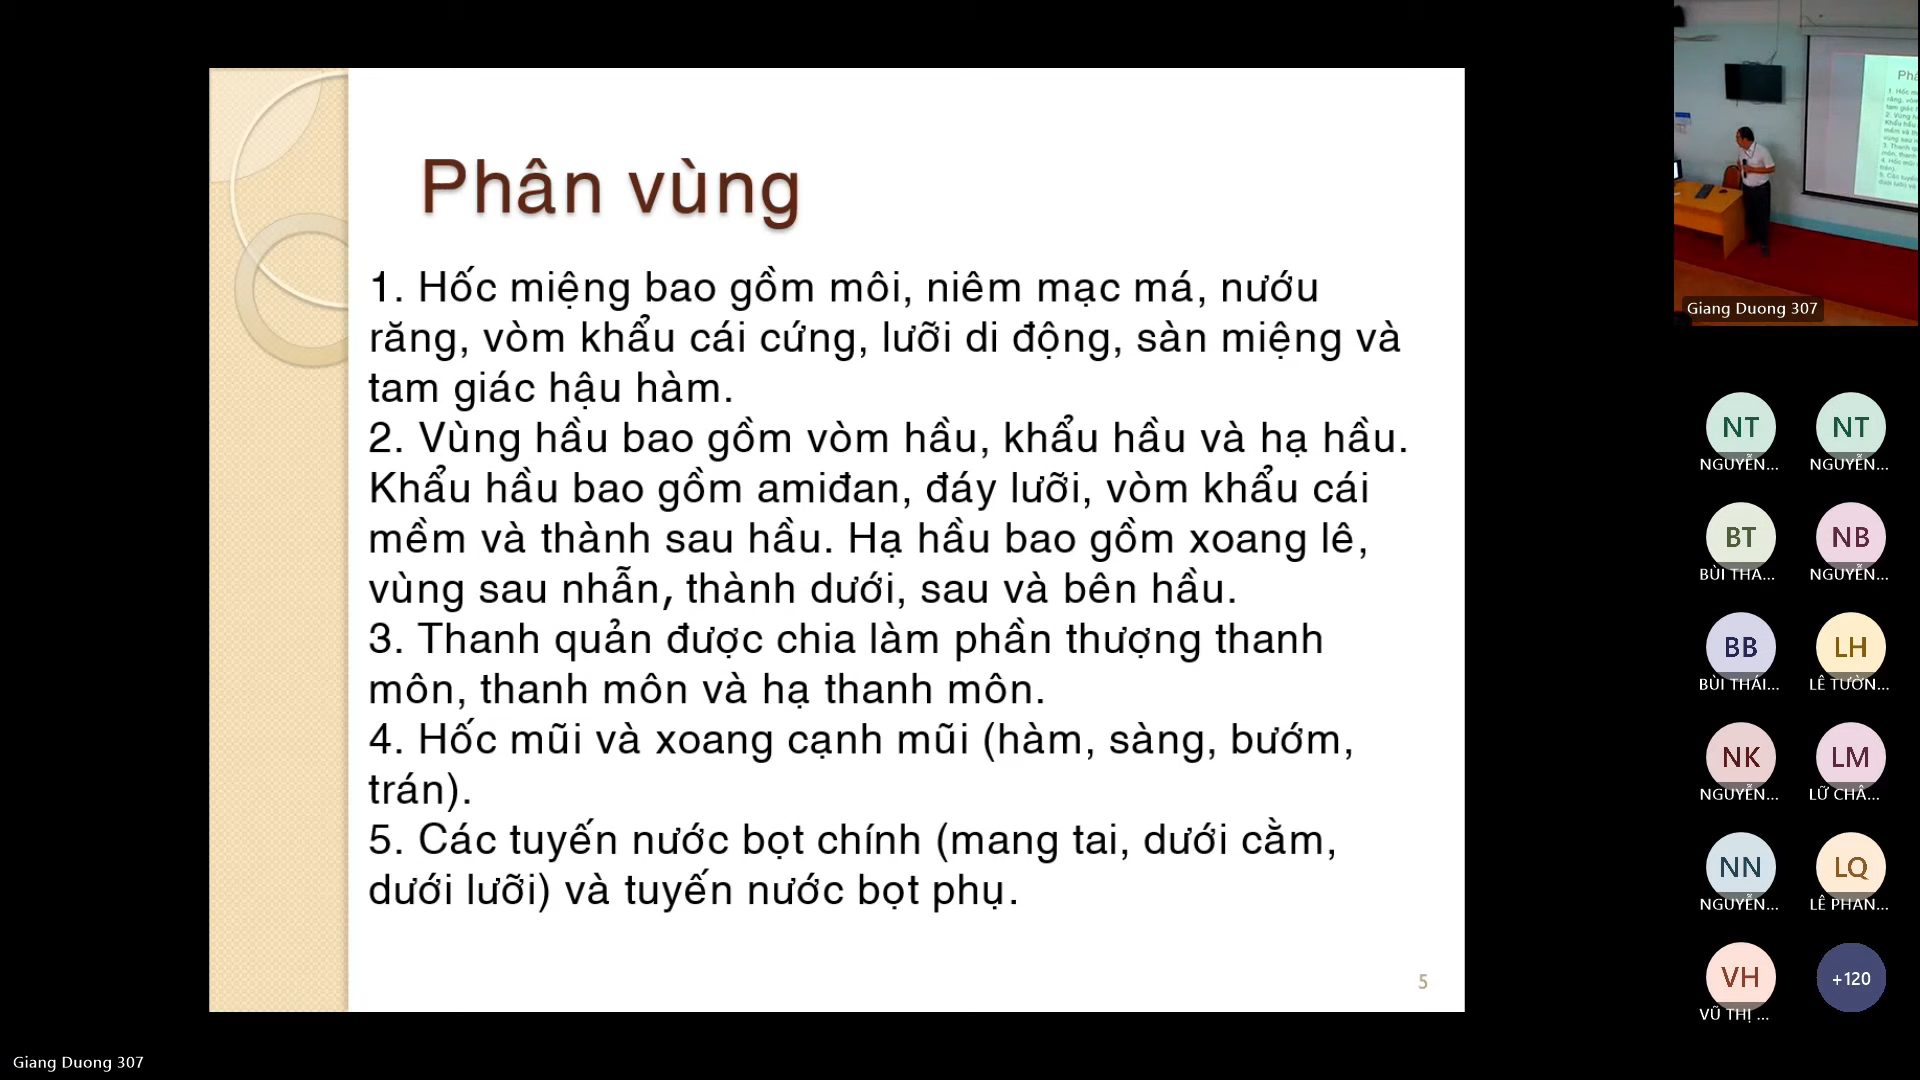 Phân vùng
1. Hốc miệng bao gồm môi, niêm mạc má, nướu
răng, vòm khẩu cái cứng, lưỡi di động, sàn miệng và
tam giác hậu hàm.
2. Vùng hầu bao gồm vòm hầu, khẩu hầu và hạ hầu.
Khẩu hầu bao gồm amiđan, đáy lưỡi, vòm khẩu cái
mềm và thành sau hầu. Hạ hầu bao gồm xoang lê,
vùng sau nhẫn, thành dưới, sau và bên hầu.
3. Thanh quản được chia làm phần thượng thanh
môn, thanh môn và hạ thanh môn.
4. Hốc mũi và xoang cạnh mũi (hàm, sàng, bướm,
trán).
5. Các tuyến nước bọt chính (mang tai, dưới cằm,
dưới lưỡi) và tuyến nước bọt phụ.
5
Giang Duong 307
NT NT
NGUYỄN... NGUYỄN...
BT NB
BÙI THA... NGUYỄN...
BB LH
BÙI THÁI... LÊ TƯỜN...
NK LM
NGUYỄN... LỮ CHÂ...
NN LQ
NGUYỄN... LÊ PHAN...
VH +120
VŨ THỊ ...
Giang Duong 307